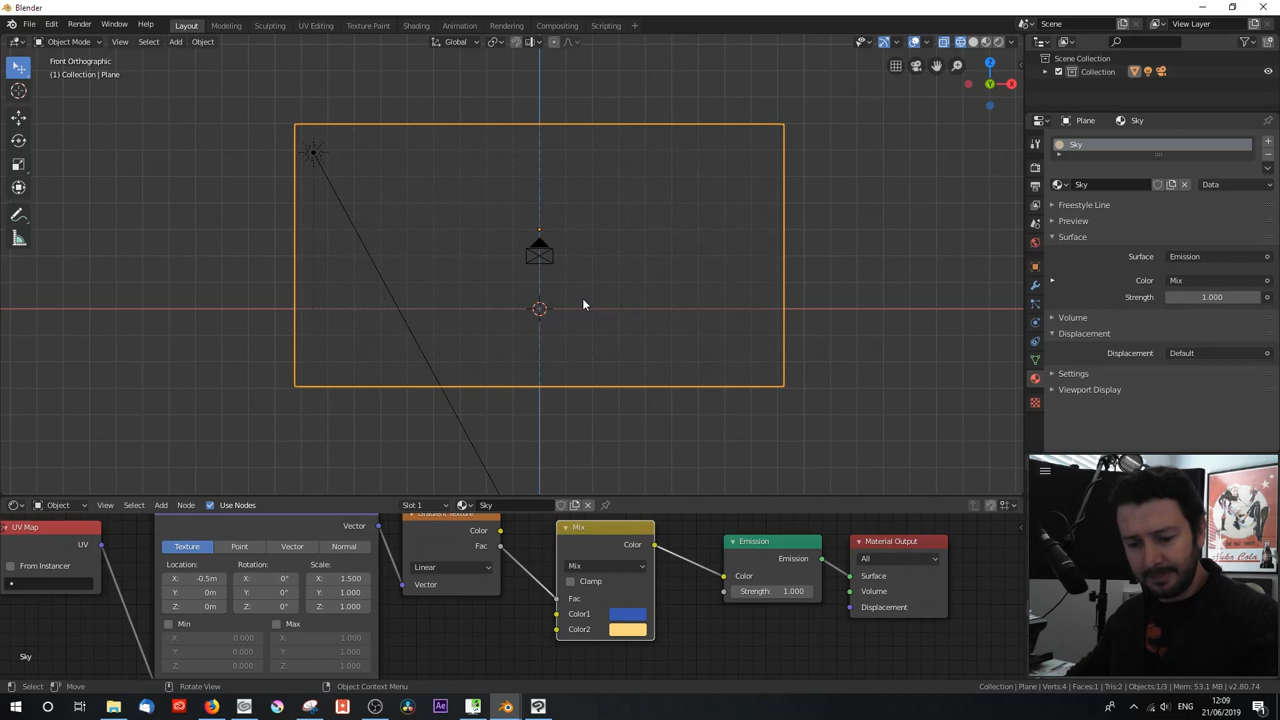 Blender
File Edit Render Window Help Layout Modeling Sculpting UV Editing Texture Paint Shading Animation Rendering Compositing Scripting + Scene View Layer
Object Mode View Select Add Object Global
Front Orthographic
(1) Collection | Plane
Z
Y
X
Scene Collection
Collection
Plane Sky
Sky
Sky Data
Freestyle Line
Preview
Surface
Surface Emission
Color Mix
Strength 1.000
Volume
Displacement
Displacement Default
Settings
Viewport Display
Object View Select Add Node Use Nodes Slot 1 Sky
UV Map
UV
From Instancer
Vector
Texture Point Vector Normal
Location: Rotation: Scale:
X: -0.5m X: 0° X: 1.500
Y: 0m Y: 0° Y: 1.000
Z: 0m Z: 0° Z: 1.000
Min Max
X: 0.000 X: 1.000
Y: 0.000 Y: 1.000
Z: 0.000 Z: 1.000
Gradient Texture
Color
Fac
Linear
Vector
Mix
Color
Mix
Clamp
Fac
Color1
Color2
Emission
Emission
Color
Strength: 1.000
Material Output
All
Surface
Volume
Displacement
Sky
Nuka Cola
Select Move Rotate View Object Context Menu Collection | Plane | Verts:4 | Faces:1 | Tris:2 | Objects:1/3 | Mem: 53.1 MB | v2.80.74
Ae
ENG
12:09
21/06/2019